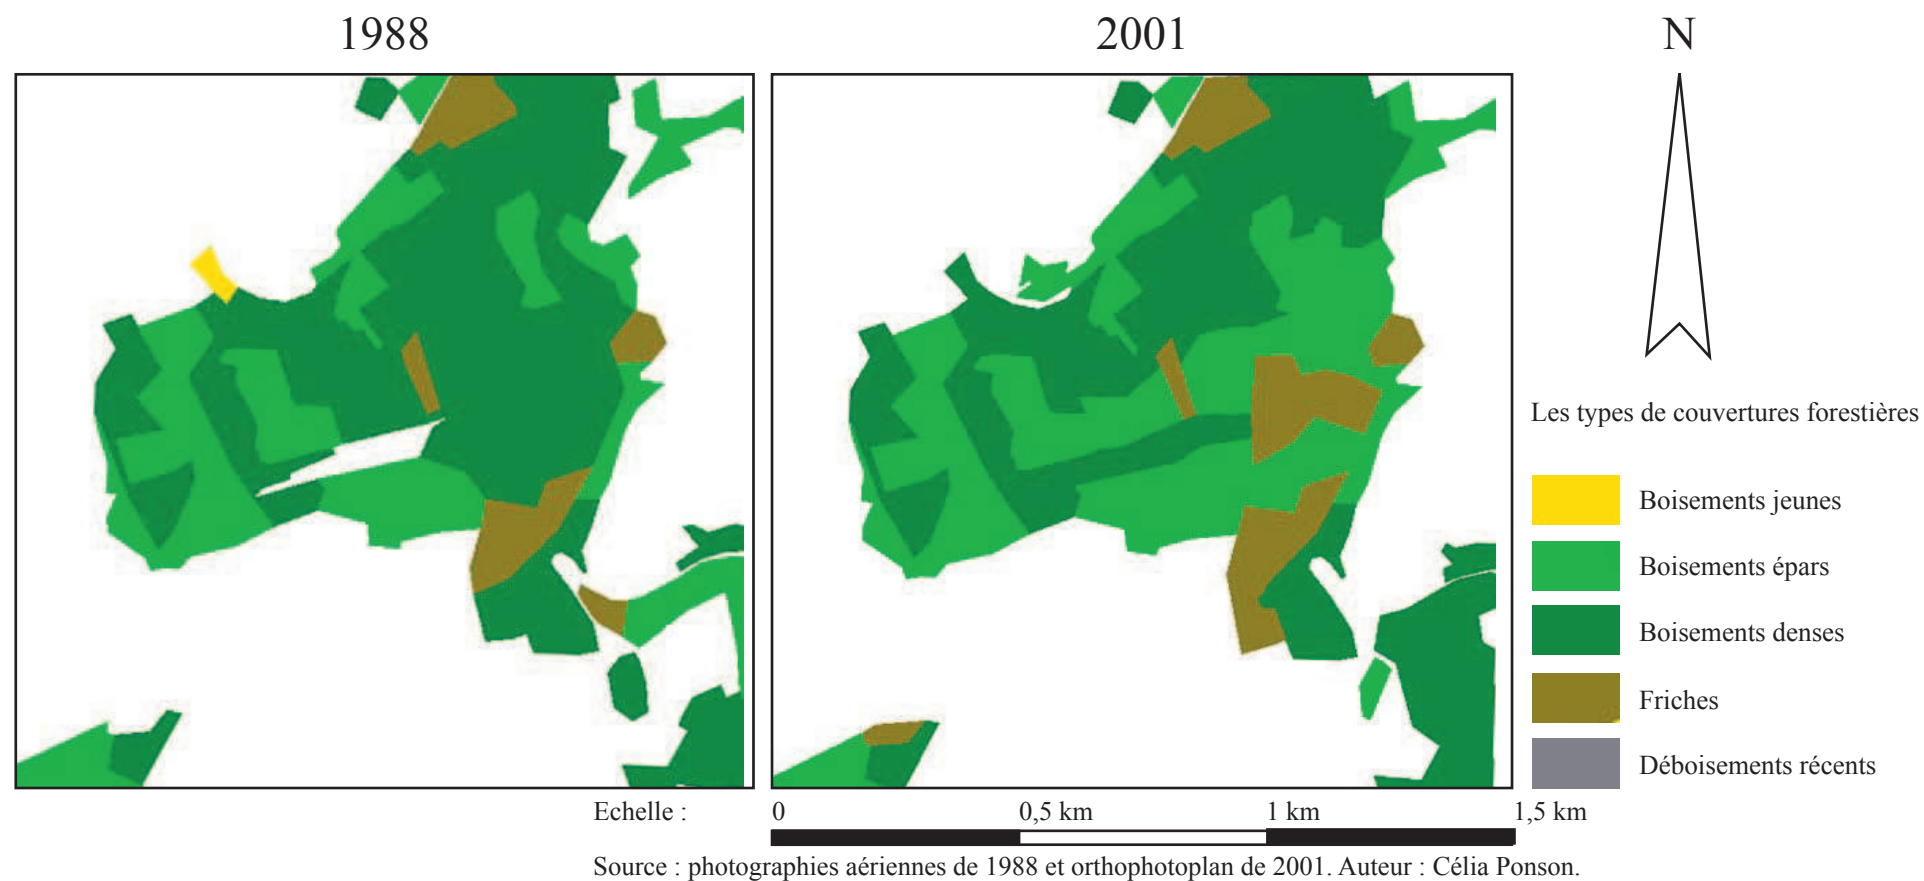 1988
2001
N
Les types de couvertures forestières
Boisements jeunes
Boisements épars
Boisements denses
Friches
Déboisements récents
Echelle : 0 0,5 km 1 km 1,5 km
Source : photographies aériennes de 1988 et orthophotoplan de 2001. Auteur : Célia Ponson.